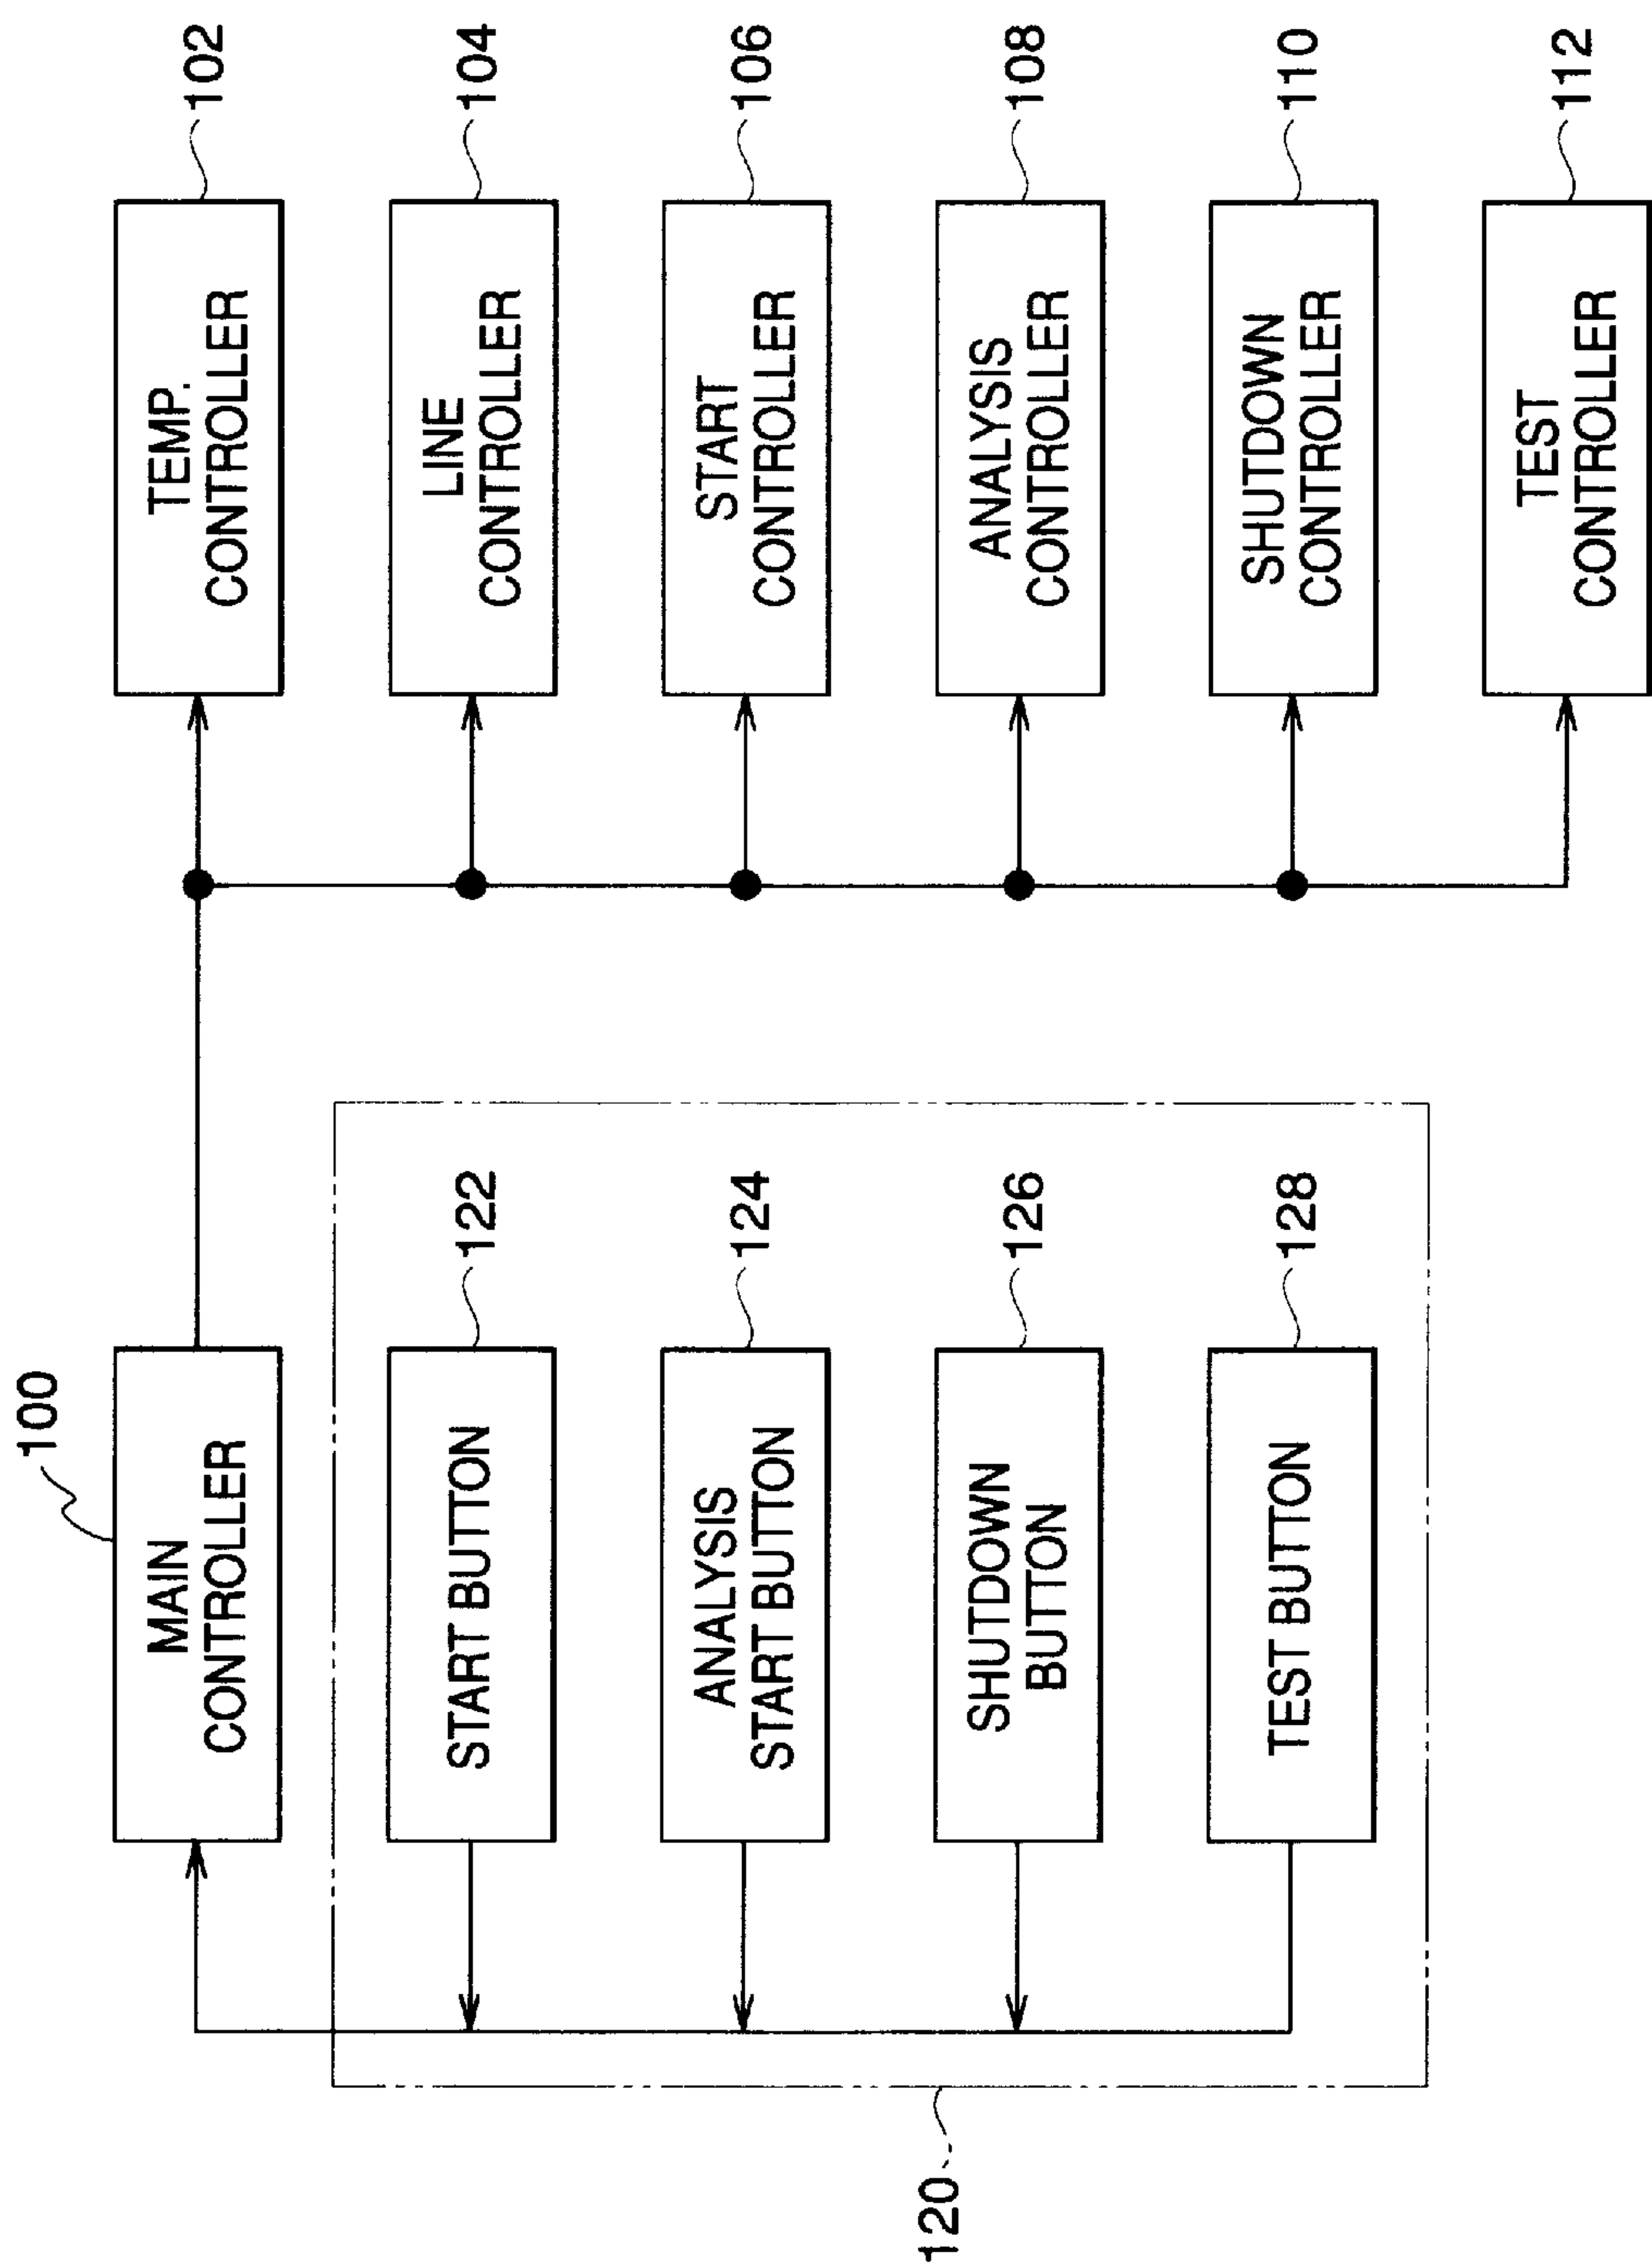 100
MAIN
CONTROLLER
START BUTTON
122
ANALYSIS
START BUTTON
124
SHUTDOWN
BUTTON
126
TEST BUTTON
128
120
TEMP.
CONTROLLER
102
LINE
CONTROLLER
104
START
CONTROLLER
106
ANALYSIS
CONTROLLER
108
SHUTDOWN
CONTROLLER
110
TEST
CONTROLLER
112